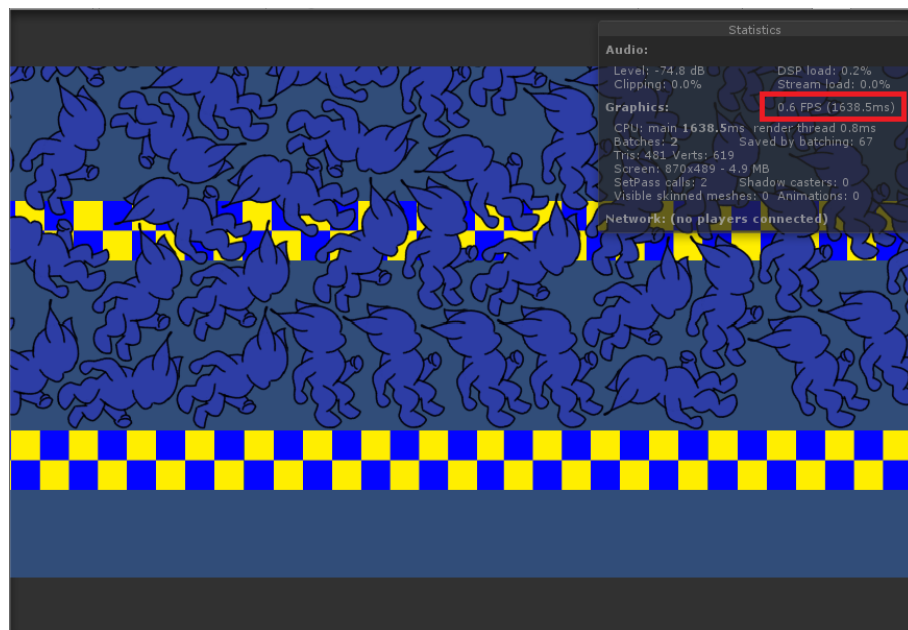 Statistics
Audio:
Level: -74.8 dB DSP load: 0.2%
Clipping: 0.0% Stream load: 0.0%
Graphics: 0.6 FPS (1638.5ms)
CPU: main 1638.5ms render thread 0.8ms
Batches: 2 Saved by batching: 67
Tris: 481 Verts: 619
Screen: 870x489 - 4.9 MB
SetPass calls: 2 Shadow casters: 0
Visible skinned meshes: 0 Animations: 0
Network: (no players connected)